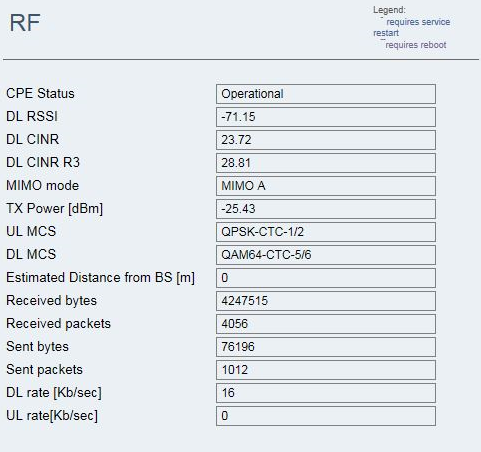 RF
Legend:
requires service
restart
requires reboot
CPE Status Operational
DL RSSI -71.15
DL CINR 23.72
DL CINR R3 28.81
MIMO mode MIMO A
TX Power [dBm] -25.43
UL MCS QPSK-CTC-1/2
DL MCS QAM64-CTC-5/6
Estimated Distance from BS [m] 0
Received bytes 4247515
Received packets 4056
Sent bytes 76196
Sent packets 1012
DL rate [Kb/sec] 16
UL rate[Kb/sec] 0